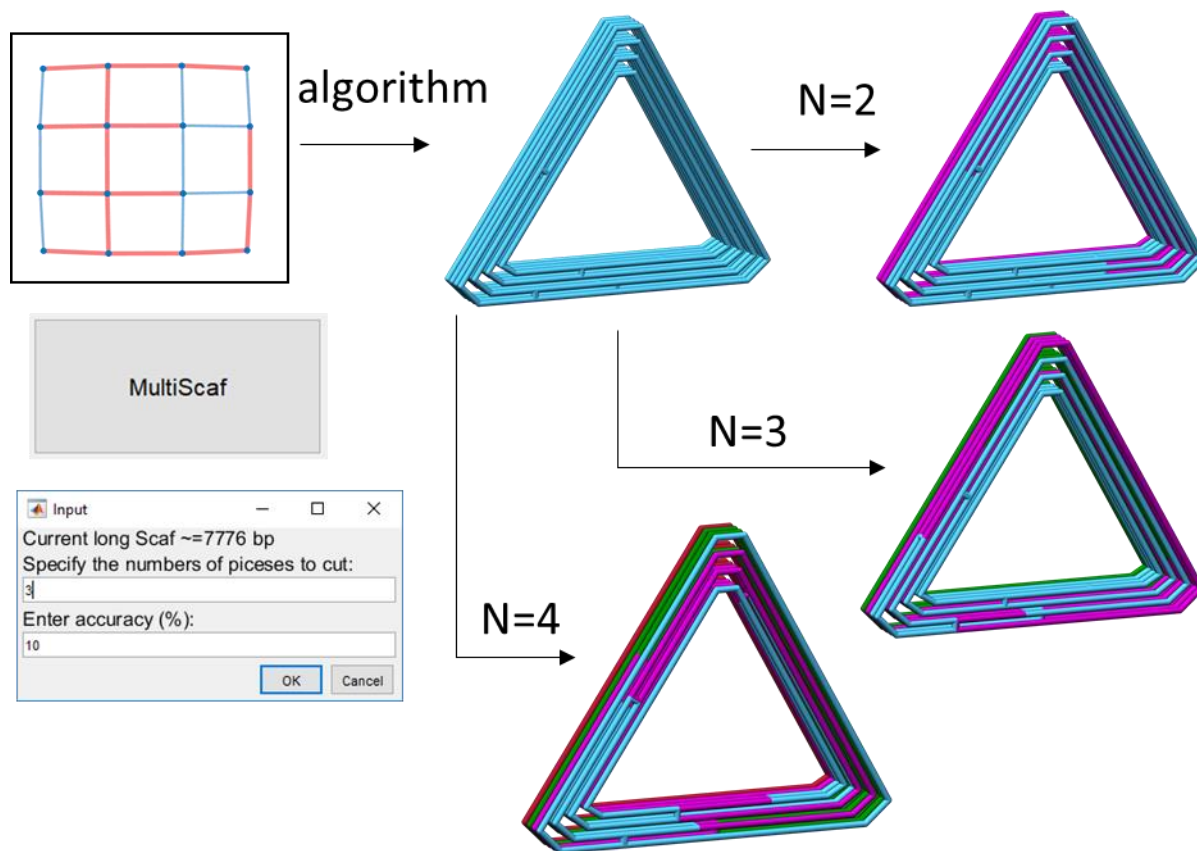 algorithm
N=2
MultiScaf
N=3
Input
Current long Scaf ~=7776 bp
Specify the numbers of piceses to cut:
3
Enter accuracy (%):
10
OK Cancel
N=4